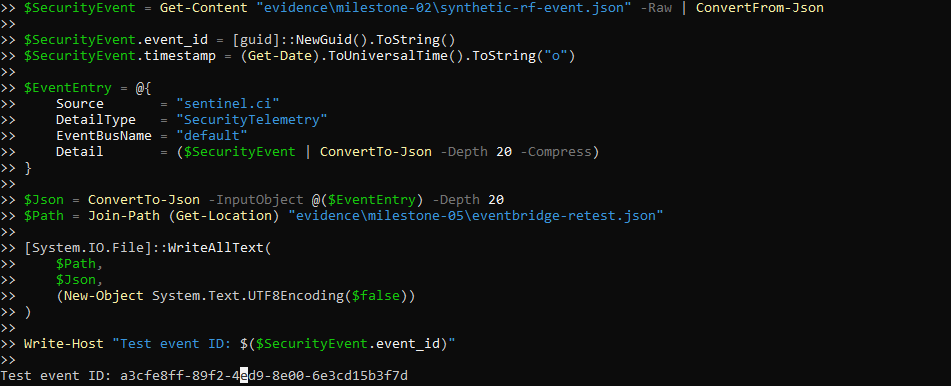 >> $SecurityEvent = Get-Content "evidence\milestone-02\synthetic-rf-event.json" -Raw | ConvertFrom-Json
>>
>> $SecurityEvent.event_id = [guid]::NewGuid().ToString()
>> $SecurityEvent.timestamp = (Get-Date).ToUniversalTime().ToString("o")
>>
>> $EventEntry = @{
>>     Source       = "sentinel.ci"
>>     DetailType   = "SecurityTelemetry"
>>     EventBusName = "default"
>>     Detail       = ($SecurityEvent | ConvertTo-Json -Depth 20 -Compress)
>> }
>>
>> $Json = ConvertTo-Json -InputObject @($EventEntry) -Depth 20
>> $Path = Join-Path (Get-Location) "evidence\milestone-05\eventbridge-retest.json"
>>
>> [System.IO.File]::WriteAllText(
>>     $Path,
>>     $Json,
>>     (New-Object System.Text.UTF8Encoding($false))
>> )
>>
>> Write-Host "Test event ID: $($SecurityEvent.event_id)"
>>
Test event ID: a3cfe8ff-89f2-4ed9-8e00-6e3cd15b3f7d